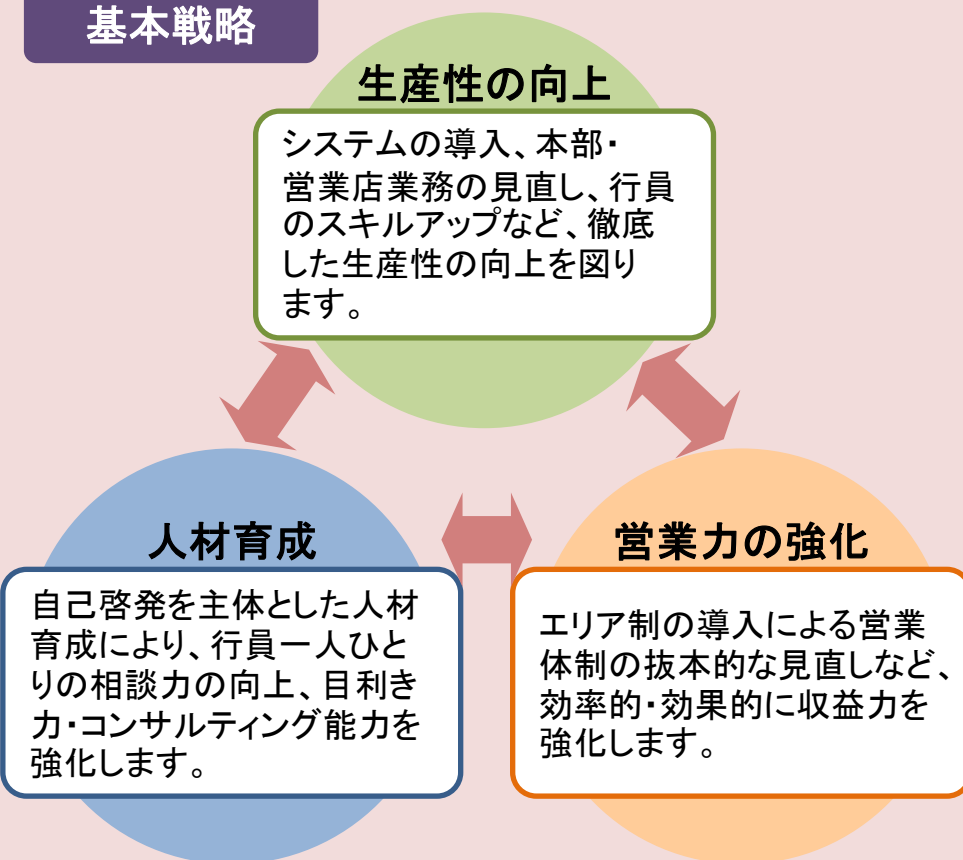 基本戦略
生産性の向上
システムの導入、本部・
営業店業務の見直し、行員
のスキルアップなど、徹底
した生産性の向上を図り
ます。
人材育成
自己啓発を主体とした人材
育成により、行員一人ひと
りの相談力の向上、目利き
力・コンサルティング能力を
強化します。
営業力の強化
エリア制の導入による営業
体制の抜本的な見直しなど、
効率的・効果的に収益力を
強化します。